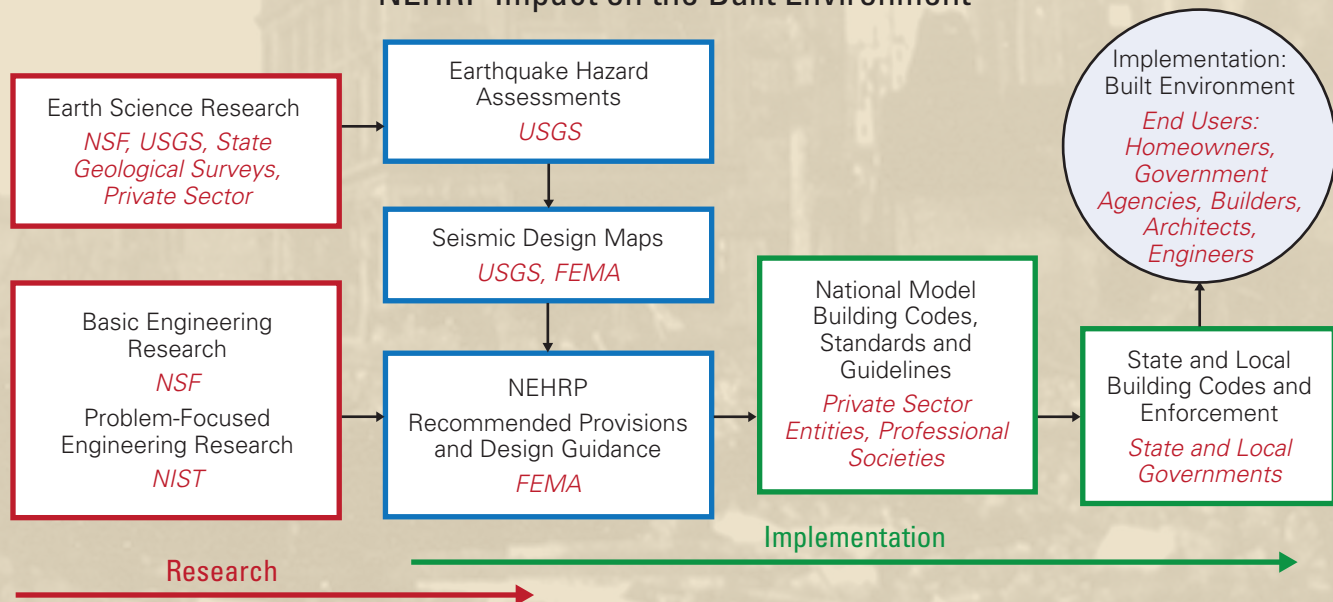 NEHRP Impact on the Built Environment
Earth Science Research
NSF, USGS, State
Geological Surveys,
Private Sector
Earthquake Hazard
Assessments
USGS
Implementation:
Built Environment
End Users:
Homeowners,
Government
Agencies, Builders,
Architects,
Engineers
Seismic Design Maps
USGS, FEMA
Basic Engineering
Research
NSF
Problem-Focused
Engineering Research
NIST
NEHRP
Recommended Provisions
and Design Guidance
FEMA
National Model
Building Codes,
Standards and
Guidelines
Private Sector
Entities, Professional
Societies
State and Local
Building Codes and
Enforcement
State and Local
Governments
Implementation
Research